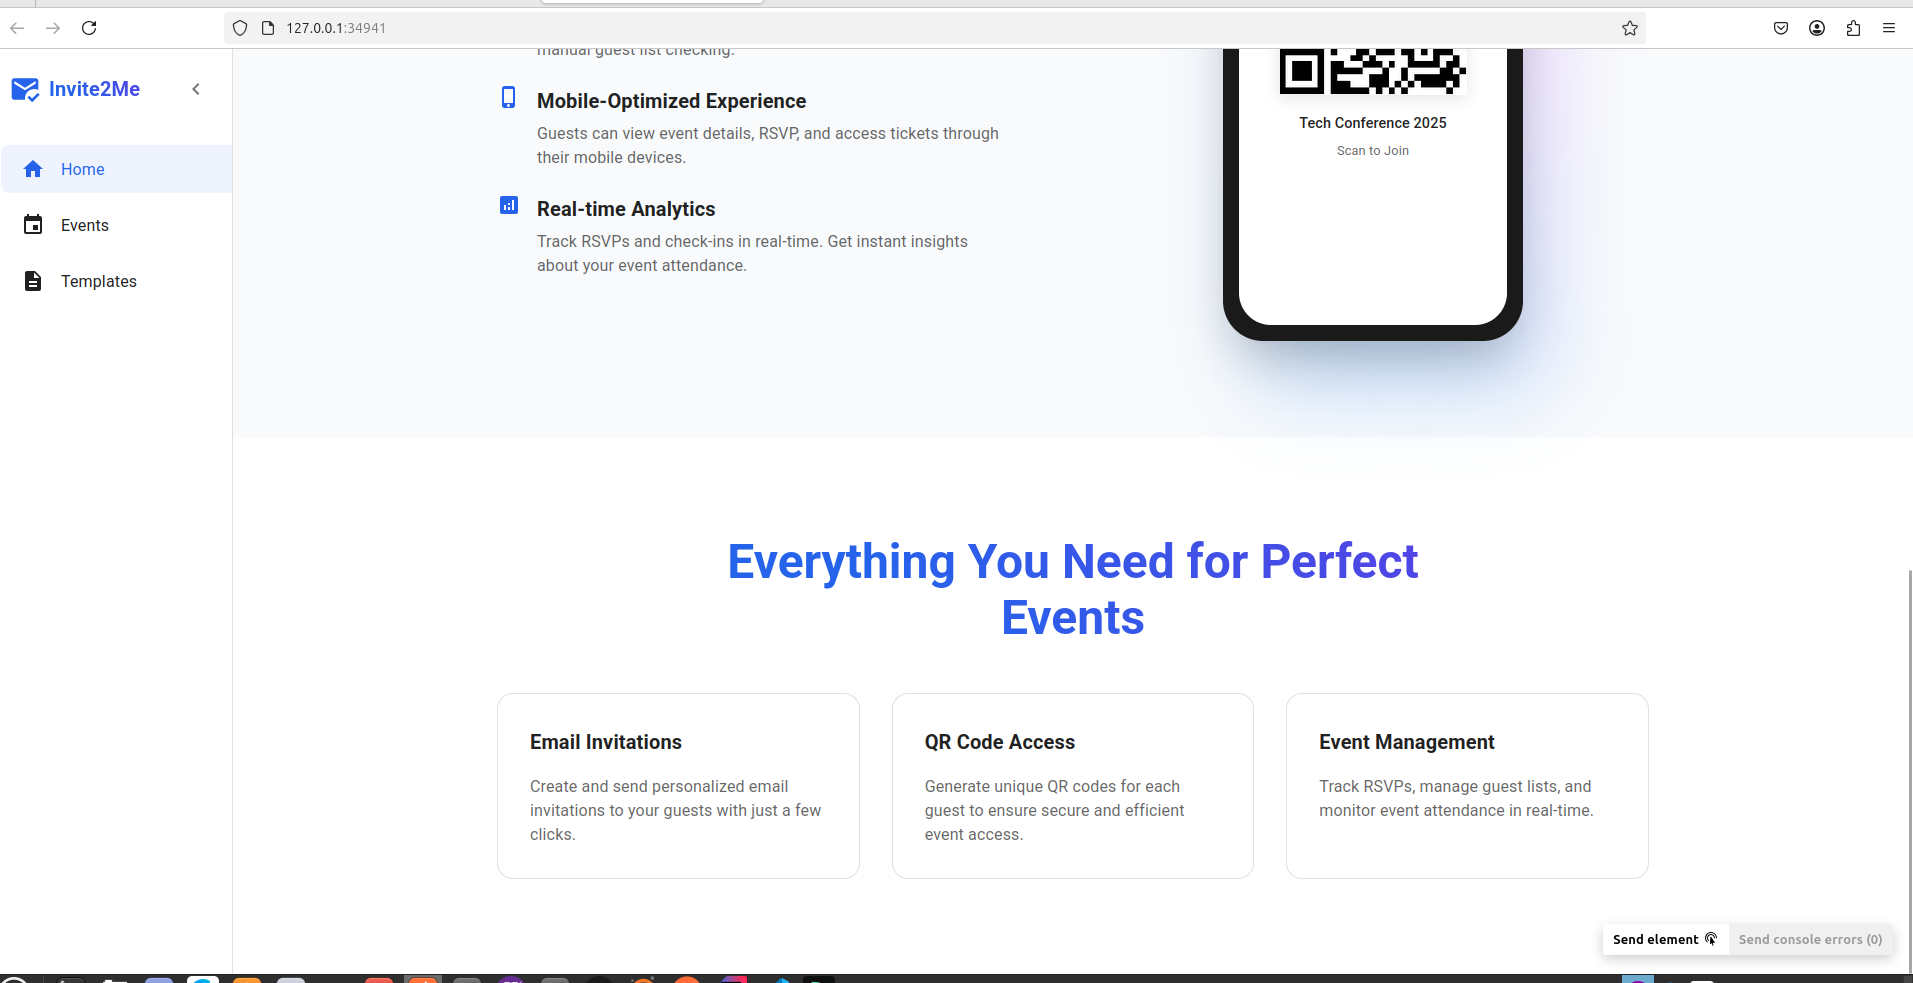 127.0.0.1:34941
Invite2Me
Home
Events
Templates
manual guest list checking.
Mobile-Optimized Experience
Guests can view event details, RSVP, and access tickets through
their mobile devices.
Real-time Analytics
Track RSVPs and check-ins in real-time. Get instant insights
about your event attendance.
Tech Conference 2025
Scan to Join
Everything You Need for Perfect
Events
Email Invitations
Create and send personalized email
invitations to your guests with just a few
clicks.
QR Code Access
Generate unique QR codes for each
guest to ensure secure and efficient
event access.
Event Management
Track RSVPs, manage guest lists, and
monitor event attendance in real-time.
Send element
Send console errors (0)